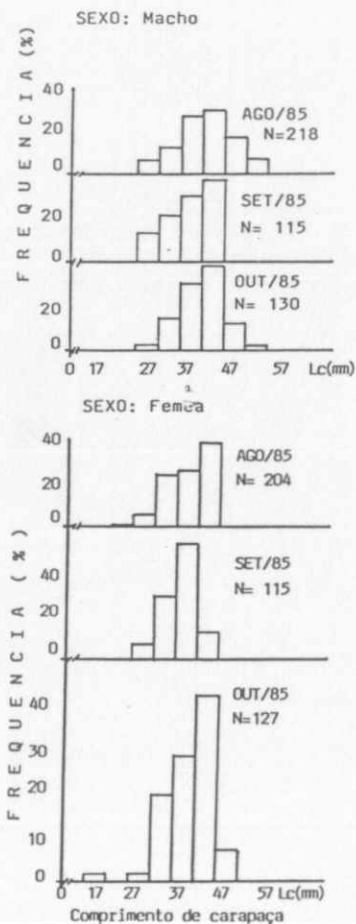 SEXO: Macho
FREQUENCIA (%)
40
20
0
AGO/85
N=218
20
0
SET/85
N= 115
20
0
OUT/85
N= 130
0 17 27 37 47 57 Lc(mm)
SEXO: Femea
FREQUENCIA (%)
40
20
0
AGO/85
N= 204
40
20
0
SET/85
N= 115
40
30
20
10
0
OUT/85
N=127
0 17 27 37 47 57 Lc(mm)
Comprimento de carapaça